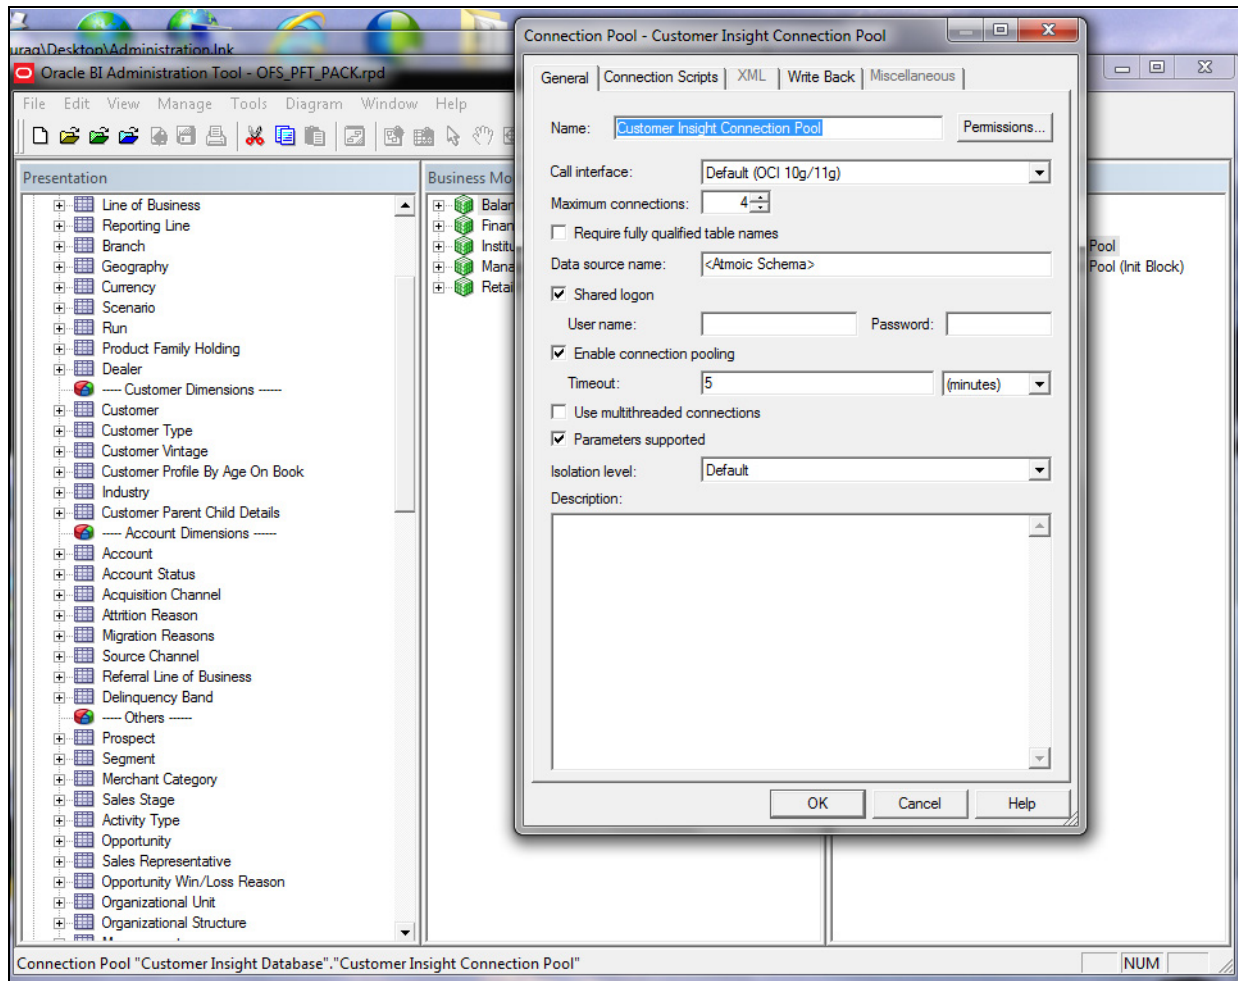 urag\Desktop\Administration.lnk
Oracle BI Administration Tool - OFS_PFT_PACK.rpd
File Edit View Manage Tools Diagram Window Help
Presentation
Line of Business
Reporting Line
Branch
Geography
Currency
Scenario
Run
Product Family Holding
Dealer
---- Customer Dimensions -----
Customer
Customer Type
Customer Vintage
Customer Profile By Age On Book
Industry
Customer Parent Child Details
---- Account Dimensions -----
Account
Account Status
Acquisition Channel
Attrition Reason
Migration Reasons
Source Channel
Referral Line of Business
Delinquency Band
---- Others -----
Prospect
Segment
Merchant Category
Sales Stage
Activity Type
Opportunity
Sales Representative
Opportunity Win/Loss Reason
Organizational Unit
Organizational Structure
Business Mo
Balan
Finan
Institu
Mana
Retai
Connection Pool - Customer Insight Connection Pool
General Connection Scripts XML Write Back Miscellaneous
Name: Customer Insight Connection Pool Permissions...
Call interface: Default (OCI 10g/11g)
Maximum connections: 4
Require fully qualified table names
Data source name: <Atmoic Schema>
Shared logon
User name: Password:
Enable connection pooling
Timeout: 5 (minutes)
Use multithreaded connections
Parameters supported
Isolation level: Default
Description:
OK Cancel Help
Pool
Pool (Init Block)
Connection Pool "Customer Insight Database"."Customer Insight Connection Pool"
NUM